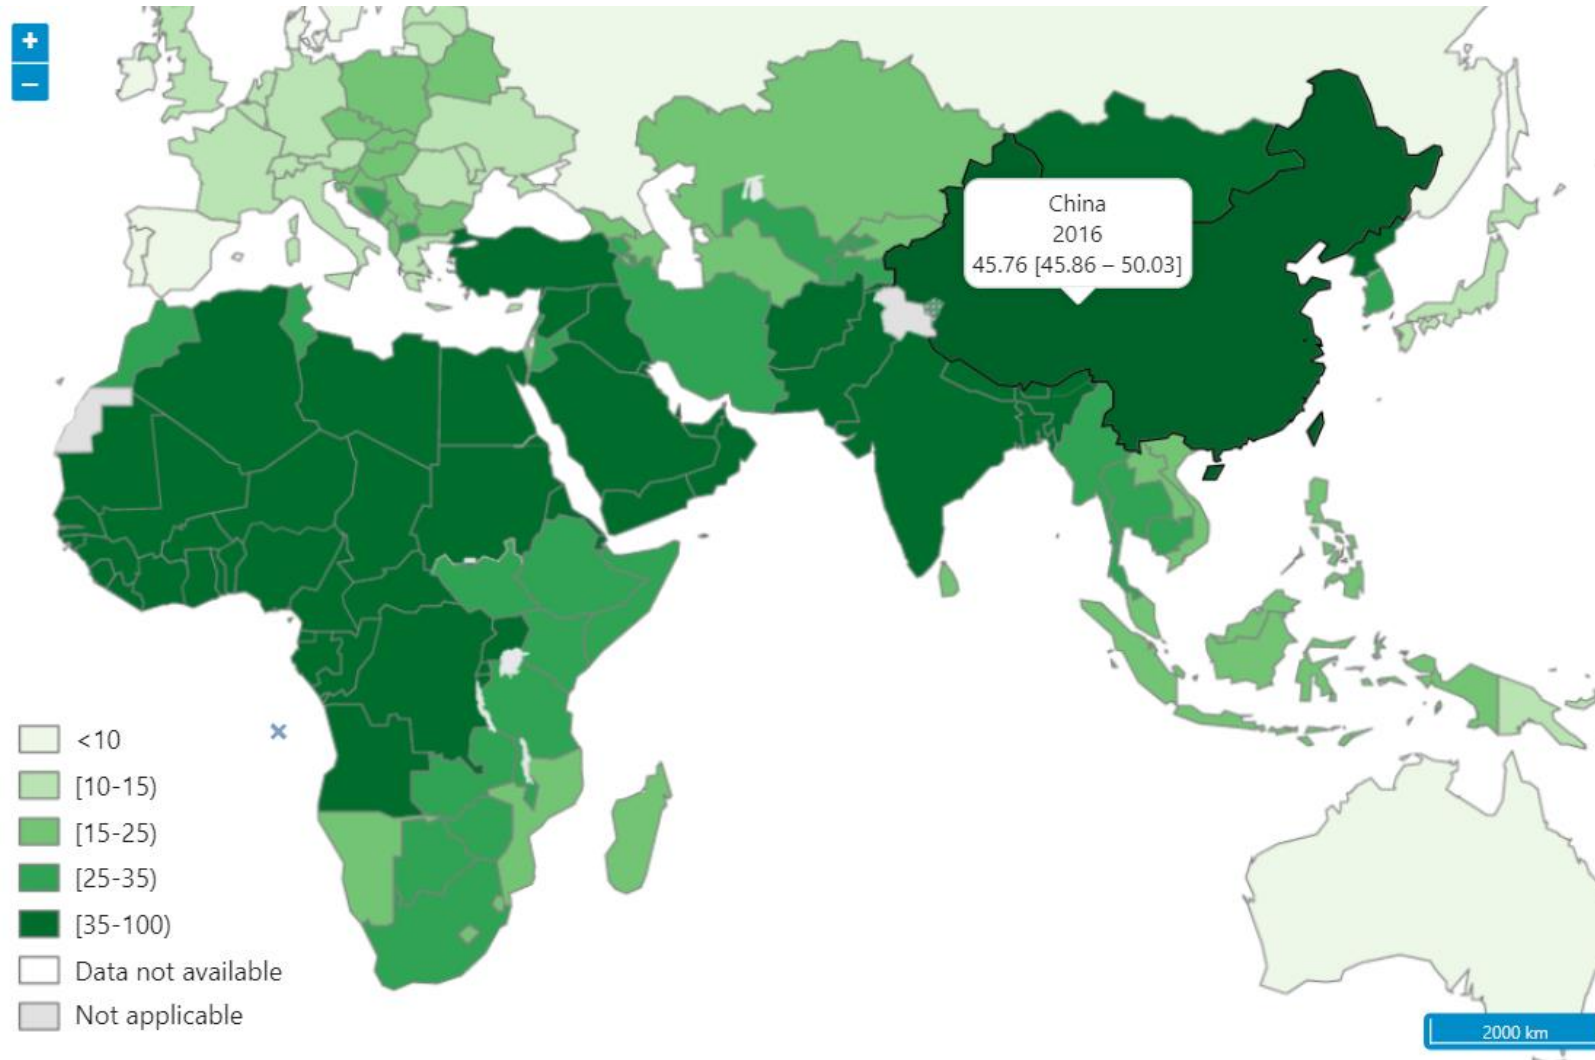 +
–
China
2016
45.76 [45.86 – 50.03]
<10
[10-15)
[15-25)
[25-35)
[35-100)
Data not available
Not applicable
2000 km